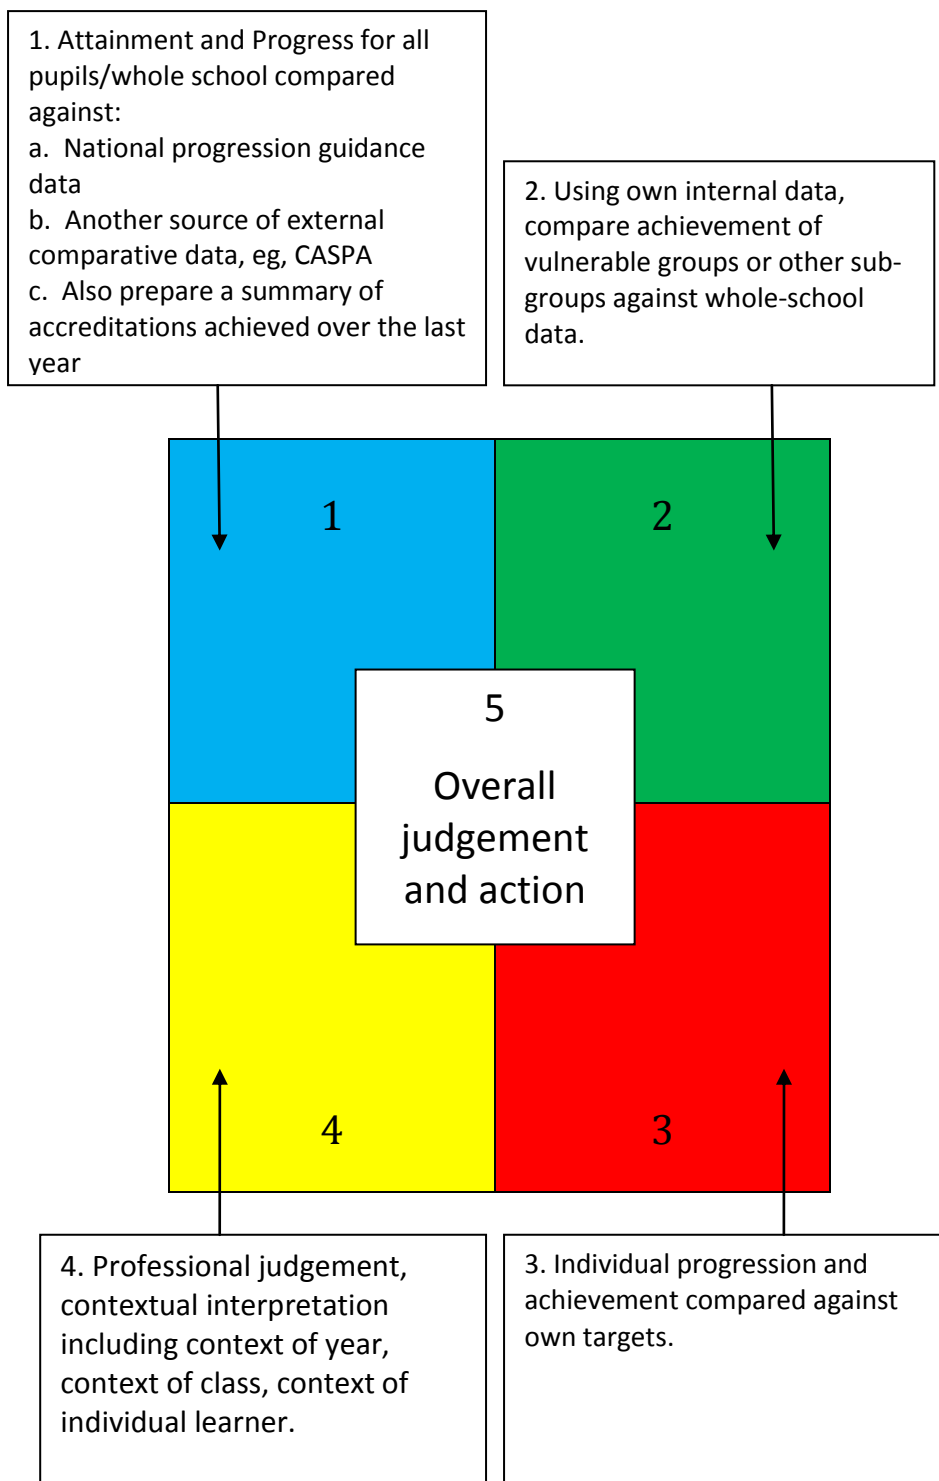 1. Attainment and Progress for all
pupils/whole school compared
against:
a.  National progression guidance
data
b.  Another source of external
comparative data, eg, CASPA
c.  Also prepare a summary of
accreditations achieved over the last
year
2. Using own internal data,
compare achievement of
vulnerable groups or other sub-
groups against whole-school
data.
1
2
5
Overall
judgement
and action
4
3
4. Professional judgement,
contextual interpretation
including context of year,
context of class, context of
individual learner.
3. Individual progression and
achievement compared against
own targets.